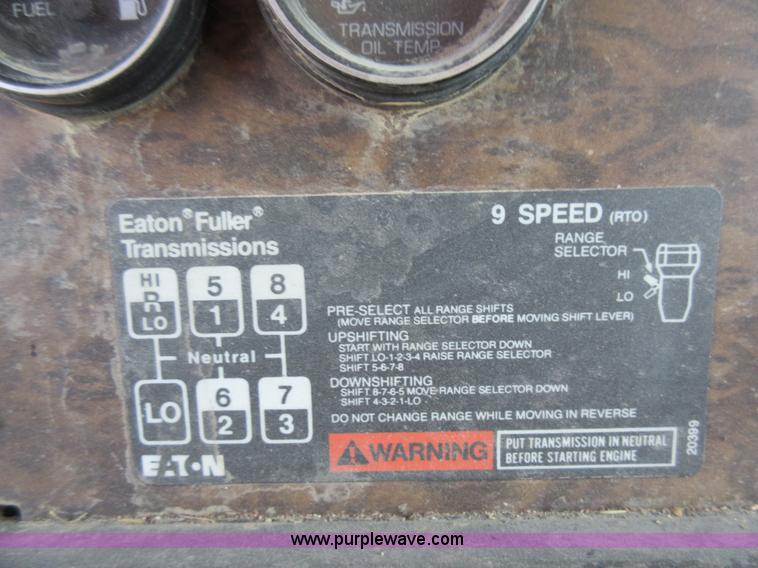 FUEL
TRANSMISSION
OIL TEMP
Eaton® Fuller®
Transmissions
9 SPEED (RTO)
RANGE
SELECTOR
HI
LO
HI
R
LO
5
1
8
4
Neutral
LO
6
2
7
3
EATON
PRE-SELECT ALL RANGE SHIFTS
(MOVE RANGE SELECTOR BEFORE MOVING SHIFT LEVER)
UPSHIFTING
START WITH RANGE SELECTOR DOWN
SHIFT LO-1-2-3-4 RAISE RANGE SELECTOR
SHIFT 5-6-7-8
DOWNSHIFTING
SHIFT 8-7-6-5 MOVE RANGE SELECTOR DOWN
SHIFT 4-3-2-1-LO
DO NOT CHANGE RANGE WHILE MOVING IN REVERSE
WARNING
PUT TRANSMISSION IN NEUTRAL
BEFORE STARTING ENGINE
20399
www.purplewave.com